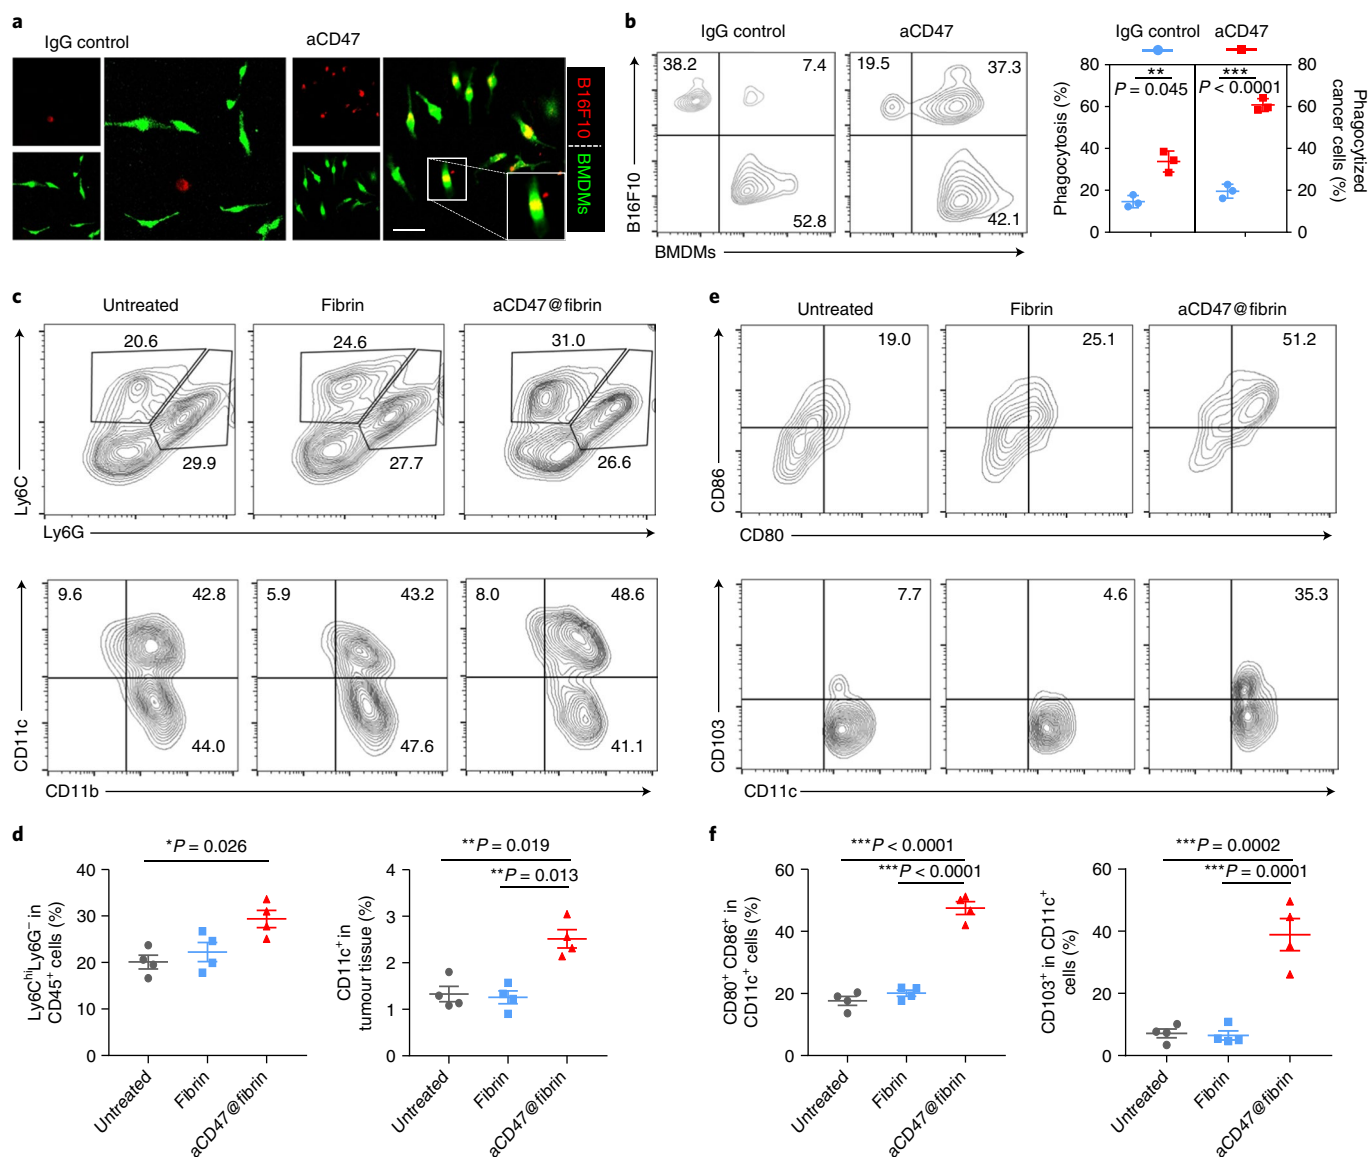 a
IgG control
aCD47
B16F10
BMDMs
b
IgG control
aCD47
38.2
7.4
52.8
19.5
37.3
42.1
B16F10
BMDMs
IgG control
aCD47
**
P = 0.045
***
P < 0.0001
Phagocytosis (%)
80
60
40
20
0
80
60
40
20
0
Phagocytized
cancer cells (%)
c
Untreated
Fibrin
aCD47@fibrin
20.6
29.9
24.6
27.7
31.0
26.6
Ly6C
Ly6G
9.6
42.8
44.0
5.9
43.2
47.6
8.0
48.6
41.1
CD11c
CD11b
e
Untreated
Fibrin
aCD47@fibrin
19.0
25.1
51.2
CD86
CD80
7.7
4.6
35.3
CD103
CD11c
d
*P = 0.026
Ly6C^hiLy6G^− in
CD45^+ cells (%)
40
30
20
10
0
Untreated
Fibrin
aCD47@fibrin
**P = 0.019
**P = 0.013
CD11c^+ in
tumour tissue (%)
4
3
2
1
0
Untreated
Fibrin
aCD47@fibrin
f
***P < 0.0001
***P < 0.0001
CD80^+ CD86^+ in
CD11c^+ cells (%)
60
40
20
0
Untreated
Fibrin
aCD47@fibrin
***P = 0.0002
***P = 0.0001
CD103^+ in CD11c^+
cells (%)
60
40
20
0
Untreated
Fibrin
aCD47@fibrin